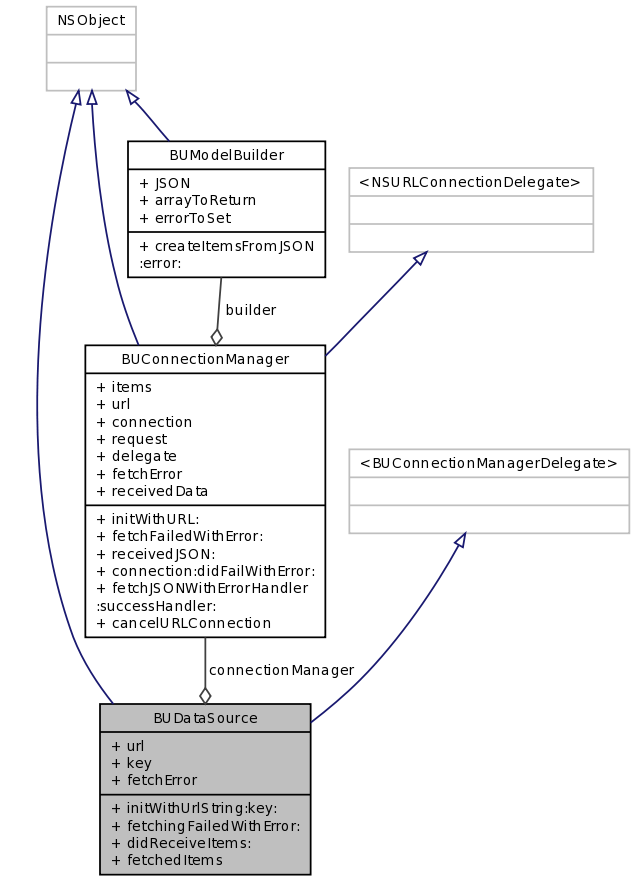 NSObject
BUModelBuilder
+ JSON
+ arrayToReturn
+ errorToSet
+ createItemsFromJSON
:error:
<NSURLConnectionDelegate>
builder
BUConnectionManager
+ items
+ url
+ connection
+ request
+ delegate
+ fetchError
+ receivedData
+ initWithURL:
+ fetchFailedWithError:
+ receivedJSON:
+ connection:didFailWithError:
+ fetchJSONWithErrorHandler
:successHandler:
+ cancelURLConnection
<BUConnectionManagerDelegate>
connectionManager
BUDataSource
+ url
+ key
+ fetchError
+ initWithUrlString:key:
+ fetchingFailedWithError:
+ didReceiveItems:
+ fetchedItems